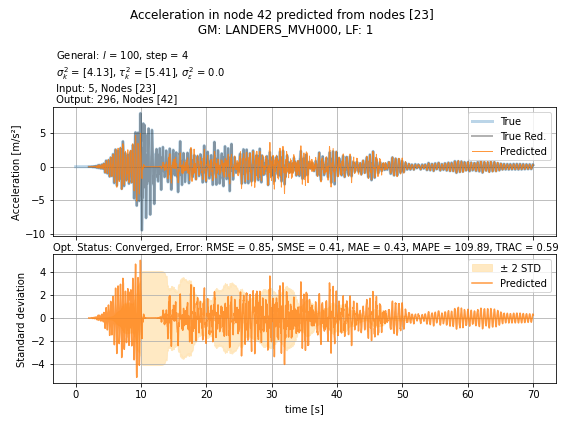 Acceleration in node 42 predicted from nodes [23]
GM: LANDERS_MVH000, LF: 1
General: l = 100, step = 4
σ²ₖ = [4.13], τ²ₖ = [5.41], σ²ε = 0.0
Input: 5, Nodes [23]
Output: 296, Nodes [42]
True
True Red.
Predicted
Acceleration [m/s²]
5
0
−5
−10
Opt. Status: Converged, Error: RMSE = 0.85, SMSE = 0.41, MAE = 0.43, MAPE = 109.89, TRAC = 0.59
± 2 STD
Predicted
Standard deviation
4
2
0
−2
−4
0 10 20 30 40 50 60 70
time [s]